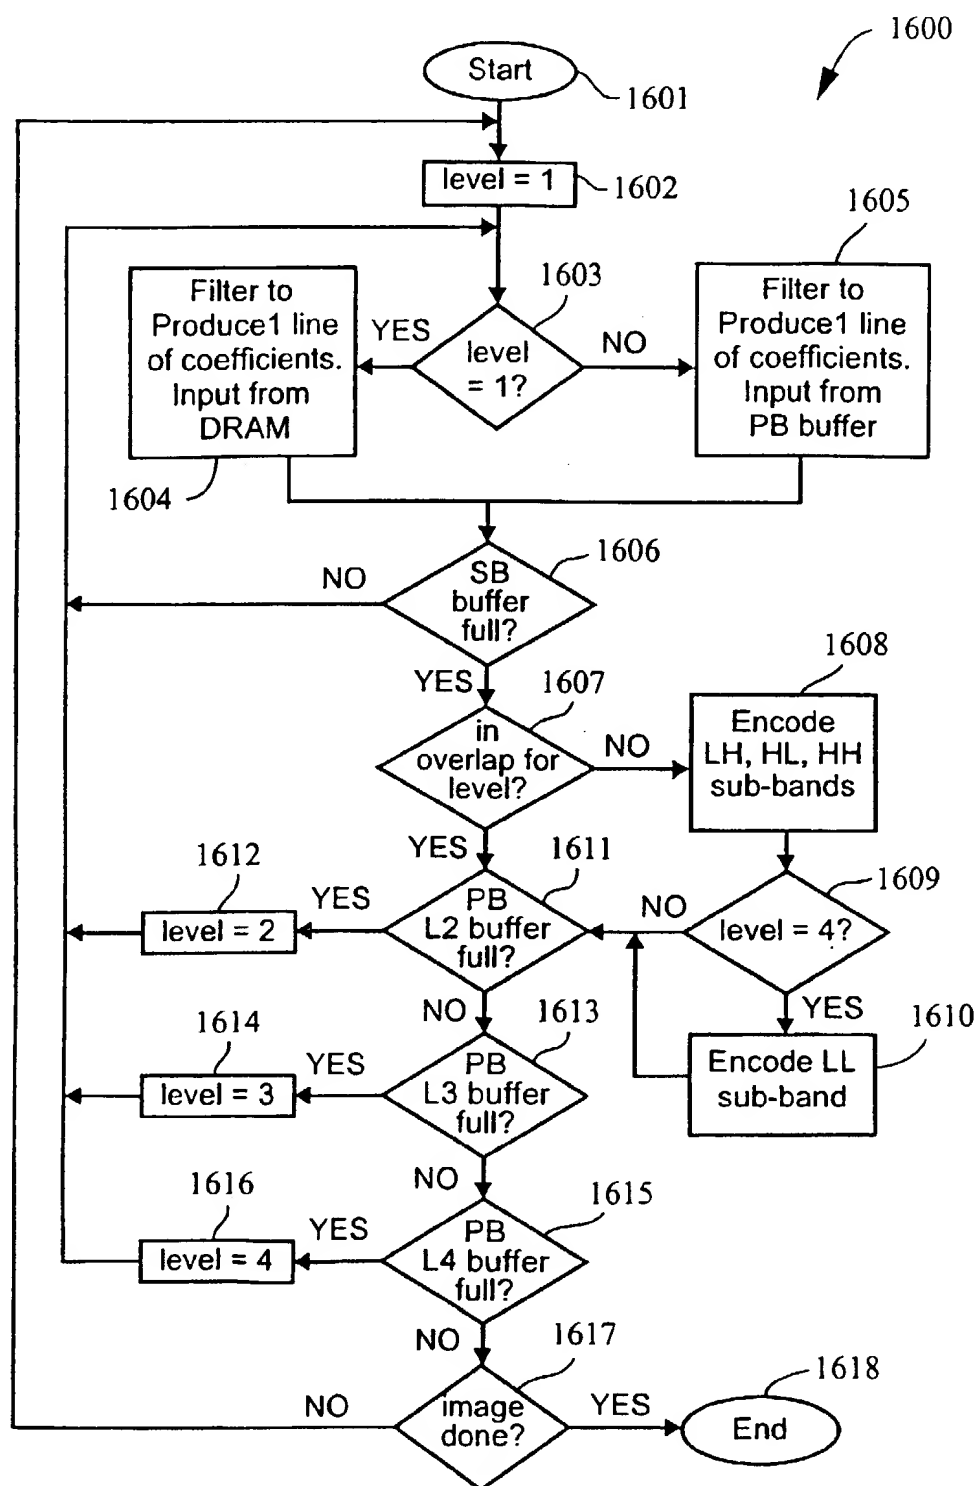 1600
Start
1601
level = 1
1602
1605
1603
Filter to
Produce1 line
of coefficients.
Input from
DRAM
YES
level
= 1?
NO
Filter to
Produce1 line
of coefficients.
Input from
PB buffer
1604
1606
NO
SB
buffer
full?
YES
1607
1608
in
overlap for
level?
NO
Encode
LH, HL, HH
sub-bands
YES
1611
1612
1609
level = 2
YES
PB
L2 buffer
full?
NO
level = 4?
NO
1613
YES
1610
1614
level = 3
YES
PB
L3 buffer
full?
Encode LL
sub-band
NO
1615
1616
level = 4
YES
PB
L4 buffer
full?
NO
1617
1618
NO
image
done?
YES
End